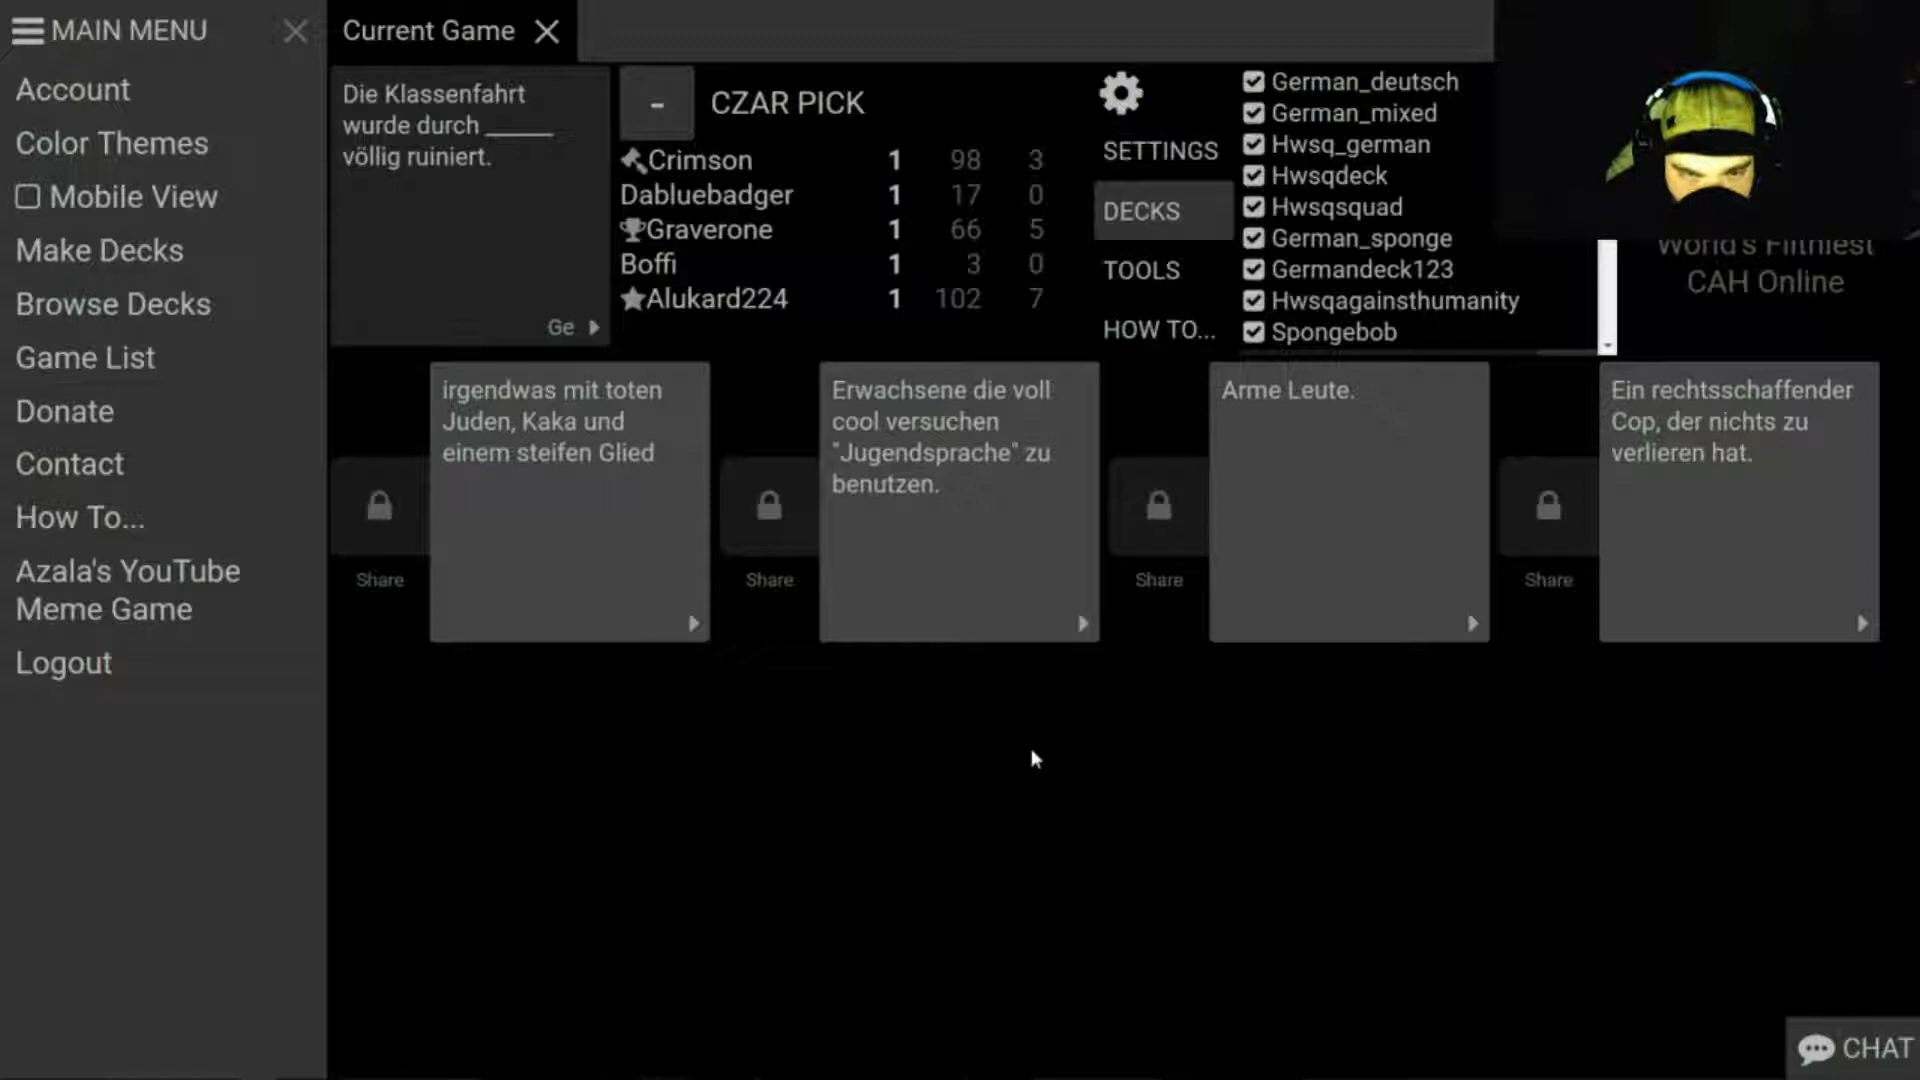 MAIN MENU
Account
Color Themes
Mobile View
Make Decks
Browse Decks
Game List
Donate
Contact
How To...
Azala's YouTube
Meme Game
Logout
Current Game
Die Klassenfahrt
wurde durch ______
völlig ruiniert.
Ge
- CZAR PICK
Crimson 1 98 3
Dabluebadger 1 17 0
Graverone 1 66 5
Boffi 1 3 0
Alukard224 1 102 7
SETTINGS
DECKS
TOOLS
HOW TO...
German_deutsch
German_mixed
Hwsq_german
Hwsqdeck
Hwsqsquad
German_sponge
Germandeck123
Hwsqagainsthumanity
Spongebob
World's Filthiest
CAH Online
Share
irgendwas mit toten
Juden, Kaka und
einem steifen Glied
Share
Erwachsene die voll
cool versuchen
"Jugendsprache" zu
benutzen.
Share
Arme Leute.
Share
Ein rechtsschaffender
Cop, der nichts zu
verlieren hat.
CHAT